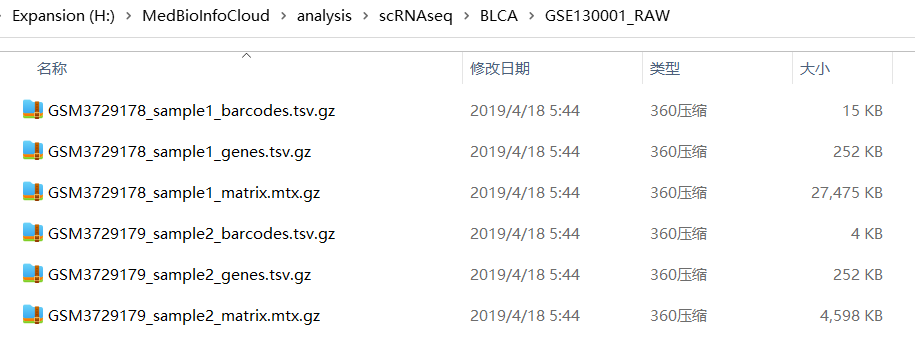 Expansion (H:) > MedBioInfoCloud > analysis > scRNAseq > BLCA > GSE130001_RAW
名称 修改日期 类型 大小
GSM3729178_sample1_barcodes.tsv.gz 2019/4/18 5:44 360压缩 15 KB
GSM3729178_sample1_genes.tsv.gz 2019/4/18 5:44 360压缩 252 KB
GSM3729178_sample1_matrix.mtx.gz 2019/4/18 5:44 360压缩 27,475 KB
GSM3729179_sample2_barcodes.tsv.gz 2019/4/18 5:44 360压缩 4 KB
GSM3729179_sample2_genes.tsv.gz 2019/4/18 5:44 360压缩 252 KB
GSM3729179_sample2_matrix.mtx.gz 2019/4/18 5:44 360压缩 4,598 KB